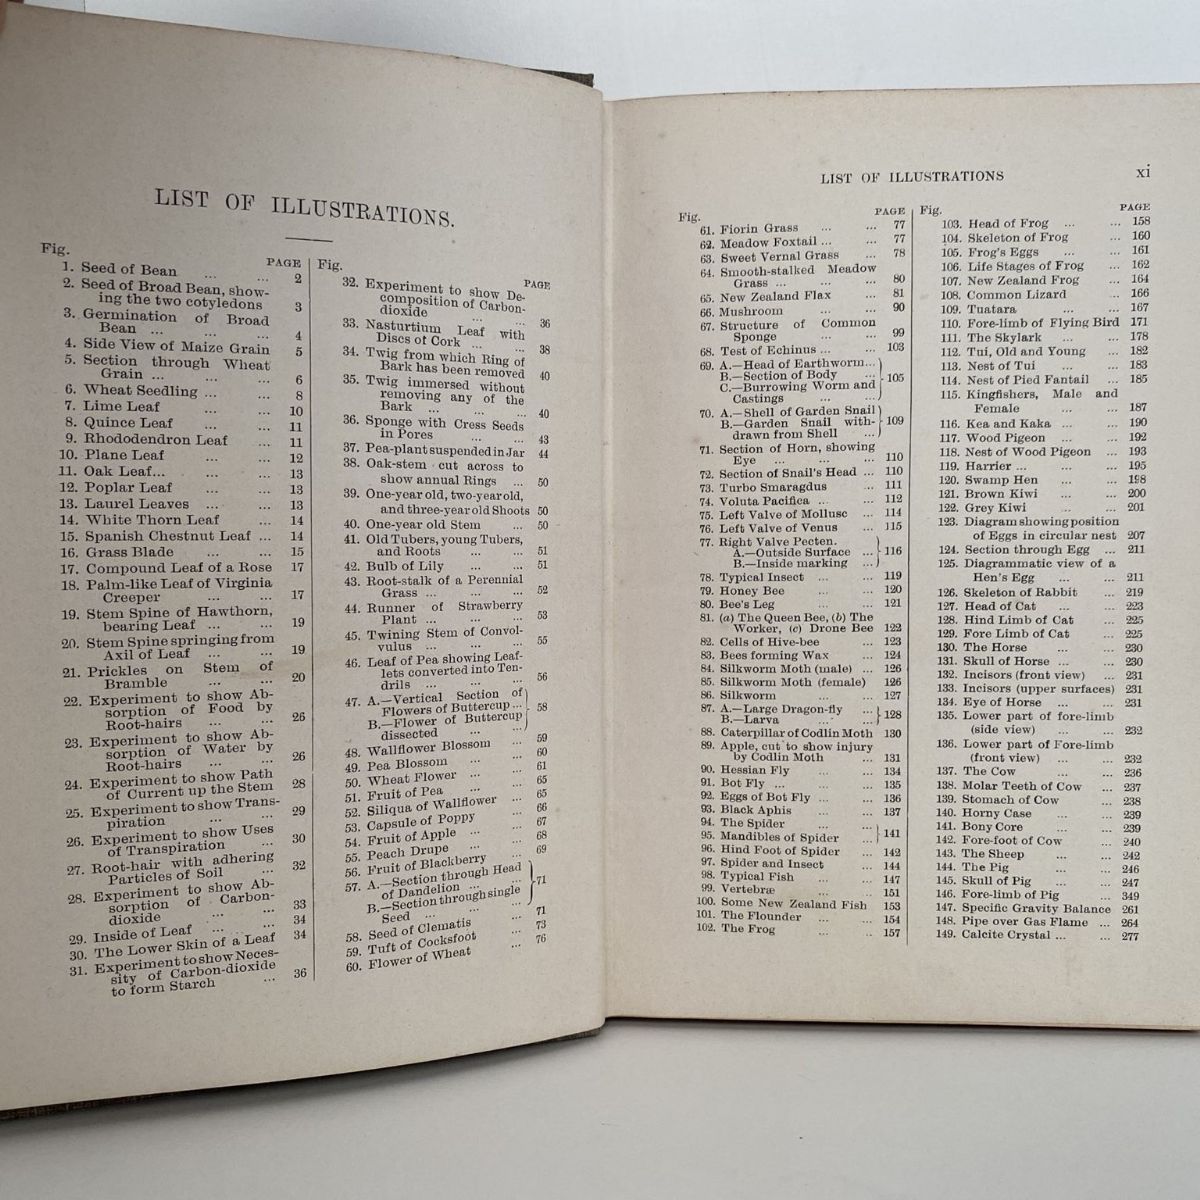 LIST OF ILLUSTRATIONS.
Fig. PAGE
1. Seed of Bean ... ... 2
2. Seed of Broad Bean, show-
ing the two cotyledons 3
3. Germination of Broad
Bean ... ... ... 4
4. Side View of Maize Grain 5
5. Section through Wheat
Grain ... ... ... 6
6. Wheat Seedling ... ... 8
7. Lime Leaf ... ... 10
8. Quince Leaf ... ... 11
9. Rhododendron Leaf ... 11
10. Plane Leaf ... ... 12
11. Oak Leaf... ... ... 13
12. Poplar Leaf ... ... 13
13. Laurel Leaves ... ... 13
14. White Thorn Leaf ... 14
15. Spanish Chestnut Leaf ... 14
16. Grass Blade ... ... 15
17. Compound Leaf of a Rose 17
18. Palm-like Leaf of Virginia
Creeper ... ... 17
19. Stem Spine of Hawthorn,
bearing Leaf ... ... 19
20. Stem Spine springing from
Axil of Leaf ... ... 19
21. Prickles on Stem of
Bramble ... ... 20
22. Experiment to show Ab-
sorption of Food by
Root-hairs ... ... 26
23. Experiment to show Ab-
sorption of Water by
Root-hairs ... ... 26
24. Experiment to show Path
of Current up the Stem 28
25. Experiment to show Trans-
piration ... ... 29
26. Experiment to show Uses
of Transpiration ... 30
27. Root-hair with adhering
Particles of Soil ... 32
28. Experiment to show Ab-
sorption of Carbon-
dioxide ... ... 33
29. Inside of Leaf ... ... 34
30. The Lower Skin of a Leaf 34
31. Experiment to show Neces-
sity of Carbon-dioxide
to form Starch ... 36
Fig. PAGE
32. Experiment to show De-
composition of Carbon-
dioxide ... ... 36
33. Nasturtium Leaf with
Discs of Cork ... ... 38
34. Twig from which Ring of
Bark has been removed 40
35. Twig immersed without
removing any of the
Bark ... ... ... 40
36. Sponge with Cress Seeds
in Pores ... ... 43
37. Pea-plant suspended in Jar 44
38. Oak-stem cut across to
show annual Rings ... 50
39. One-year old, two-year old,
and three-year old Shoots 50
40. One-year old Stem ... 50
41. Old Tubers, young Tubers,
and Roots ... ... 51
42. Bulb of Lily ... ... 51
43. Root-stalk of a Perennial
Grass ... ... ... 52
44. Runner of Strawberry
Plant ... ... ... 53
45. Twining Stem of Convol-
vulus ... ... ... 55
46. Leaf of Pea showing Leaf-
lets converted into Ten-
drils ... ... ... 56
47. A.—Vertical Section of
Flowers of Buttercup ...
B.—Flower of Buttercup
dissected ... ... 58
48. Wallflower Blossom ... 59
49. Pea Blossom ... ... 60
50. Wheat Flower ... ... 61
51. Fruit of Pea ... ... 65
52. Siliqua of Wallflower ... 65
53. Capsule of Poppy ... 66
54. Fruit of Apple ... ... 67
55. Peach Drupe ... ... 68
56. Fruit of Blackberry ... 69
57. A.—Section through Head
of Dandelion ... ...
B.—Section through single
Seed ... ... ... 71
58. Seed of Clematis ... 71
59. Tuft of Cocksfoot ... 73
60. Flower of Wheat ... 76
LIST OF ILLUSTRATIONS xi
Fig. PAGE
61. Fiorin Grass ... ... 77
62. Meadow Foxtail ... ... 77
63. Sweet Vernal Grass ... 78
64. Smooth-stalked Meadow
Grass ... ... ... 80
65. New Zealand Flax ... 81
66. Mushroom ... ... 90
67. Structure of Common
Sponge ... ... 99
68. Test of Echinus ... ... 103
69. A.—Head of Earthworm...
B.—Section of Body ...
C.—Burrowing Worm and
Castings ... ... 105
70. A.—Shell of Garden Snail
B.—Garden Snail with-
drawn from Shell ... 109
71. Section of Horn, showing
Eye ... ... ... 110
72. Section of Snail's Head ... 110
73. Turbo Smaragdus ... 111
74. Voluta Pacifica ... ... 112
75. Left Valve of Mollusc ... 114
76. Left Valve of Venus ... 115
77. Right Valve Pecten.
A.—Outside Surface ...
B.—Inside marking ... 116
78. Typical Insect ... ... 119
79. Honey Bee ... ... 120
80. Bee's Leg ... ... 121
81. (a) The Queen Bee, (b) The
Worker, (c) Drone Bee 122
82. Cells of Hive-bee ... 123
83. Bees forming Wax ... 124
84. Silkworm Moth (male) ... 126
85. Silkworm Moth (female) 126
86. Silkworm ... ... 127
87. A.—Large Dragon-fly ...
B.—Larva ... ... 128
88. Caterpillar of Codlin Moth 130
89. Apple, cut to show injury
by Codlin Moth ... 131
90. Hessian Fly ... ... 134
91. Bot Fly ... ... ... 135
92. Eggs of Bot Fly ... ... 136
93. Black Aphis ... ... 137
94. The Spider ... ...
95. Mandibles of Spider ... 141
96. Hind Foot of Spider ... 142
97. Spider and Insect ... 144
98. Typical Fish ... ... 147
99. Vertebræ ... ... 151
100. Some New Zealand Fish 153
101. The Flounder ... ... 154
102. The Frog ... ... 157
Fig. PAGE
103. Head of Frog ... ... 158
104. Skeleton of Frog ... 160
105. Frog's Eggs ... ... 161
106. Life Stages of Frog ... 162
107. New Zealand Frog ... 164
108. Common Lizard ... 166
109. Tuatara ... ... 167
110. Fore-limb of Flying Bird 171
111. The Skylark ... ... 178
112. Tui, Old and Young ... 182
113. Nest of Tui ... ... 183
114. Nest of Pied Fantail ... 185
115. Kingfishers, Male and
Female ... ... 187
116. Kea and Kaka ... ... 190
117. Wood Pigeon ... ... 192
118. Nest of Wood Pigeon ... 193
119. Harrier ... ... ... 195
120. Swamp Hen ... ... 198
121. Brown Kiwi ... ... 200
122. Grey Kiwi ... ... 201
123. Diagram showing position
of Eggs in circular nest 207
124. Section through Egg ... 211
125. Diagrammatic view of a
Hen's Egg ... ... 211
126. Skeleton of Rabbit ... 219
127. Head of Cat ... ... 223
128. Hind Limb of Cat ... 225
129. Fore Limb of Cat ... 225
130. The Horse ... ... 230
131. Skull of Horse ... ... 230
132. Incisors (front view) ... 231
133. Incisors (upper surfaces) 231
134. Eye of Horse ... ... 231
135. Lower part of fore-limb
(side view) ... ... 232
136. Lower part of Fore-limb
(front view) ... ... 232
137. The Cow ... ... 236
138. Molar Teeth of Cow ... 237
139. Stomach of Cow ... 238
140. Horny Case ... ... 239
141. Bony Core ... ... 239
142. Fore-foot of Cow ... 240
143. The Sheep ... ... 242
144. The Pig ... ... 246
145. Skull of Pig ... ... 247
146. Fore-limb of Pig ... 349
147. Specific Gravity Balance 261
148. Pipe over Gas Flame ... 264
149. Calcite Crystal ... ... 277